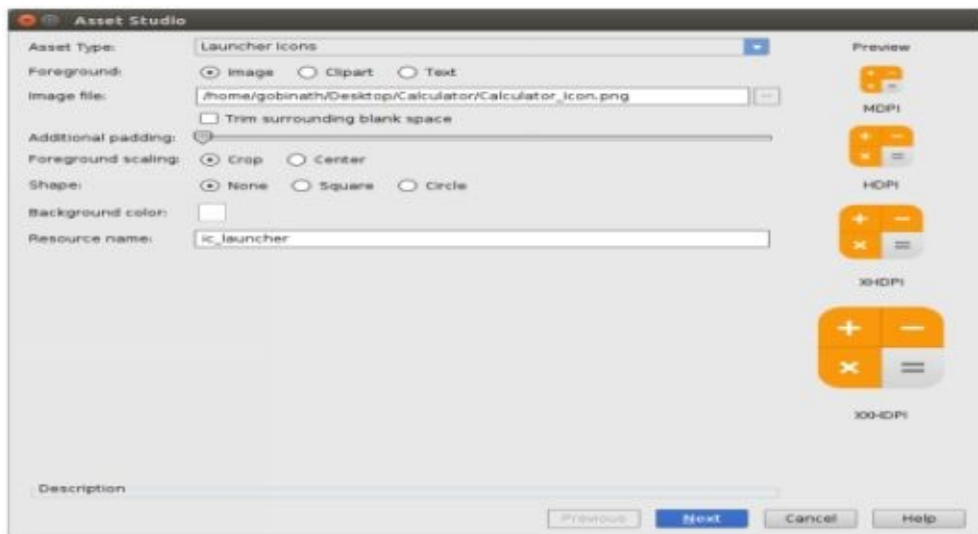 Asset Studio
Asset Type: Launcher Icons
Preview
Foreground: Image Clipart Text
Image file: /home/gobinath/Desktop/Calculator/Calculator_Icon.png ...
MDPI
Trim surrounding blank space
Additional padding:
Foreground scaling: Crop Center
Shape: None Square Circle
HDPI
Background color:
Resource name: ic_launcher
XHDPI
XXHDPI
Description
Previous Next Cancel Help